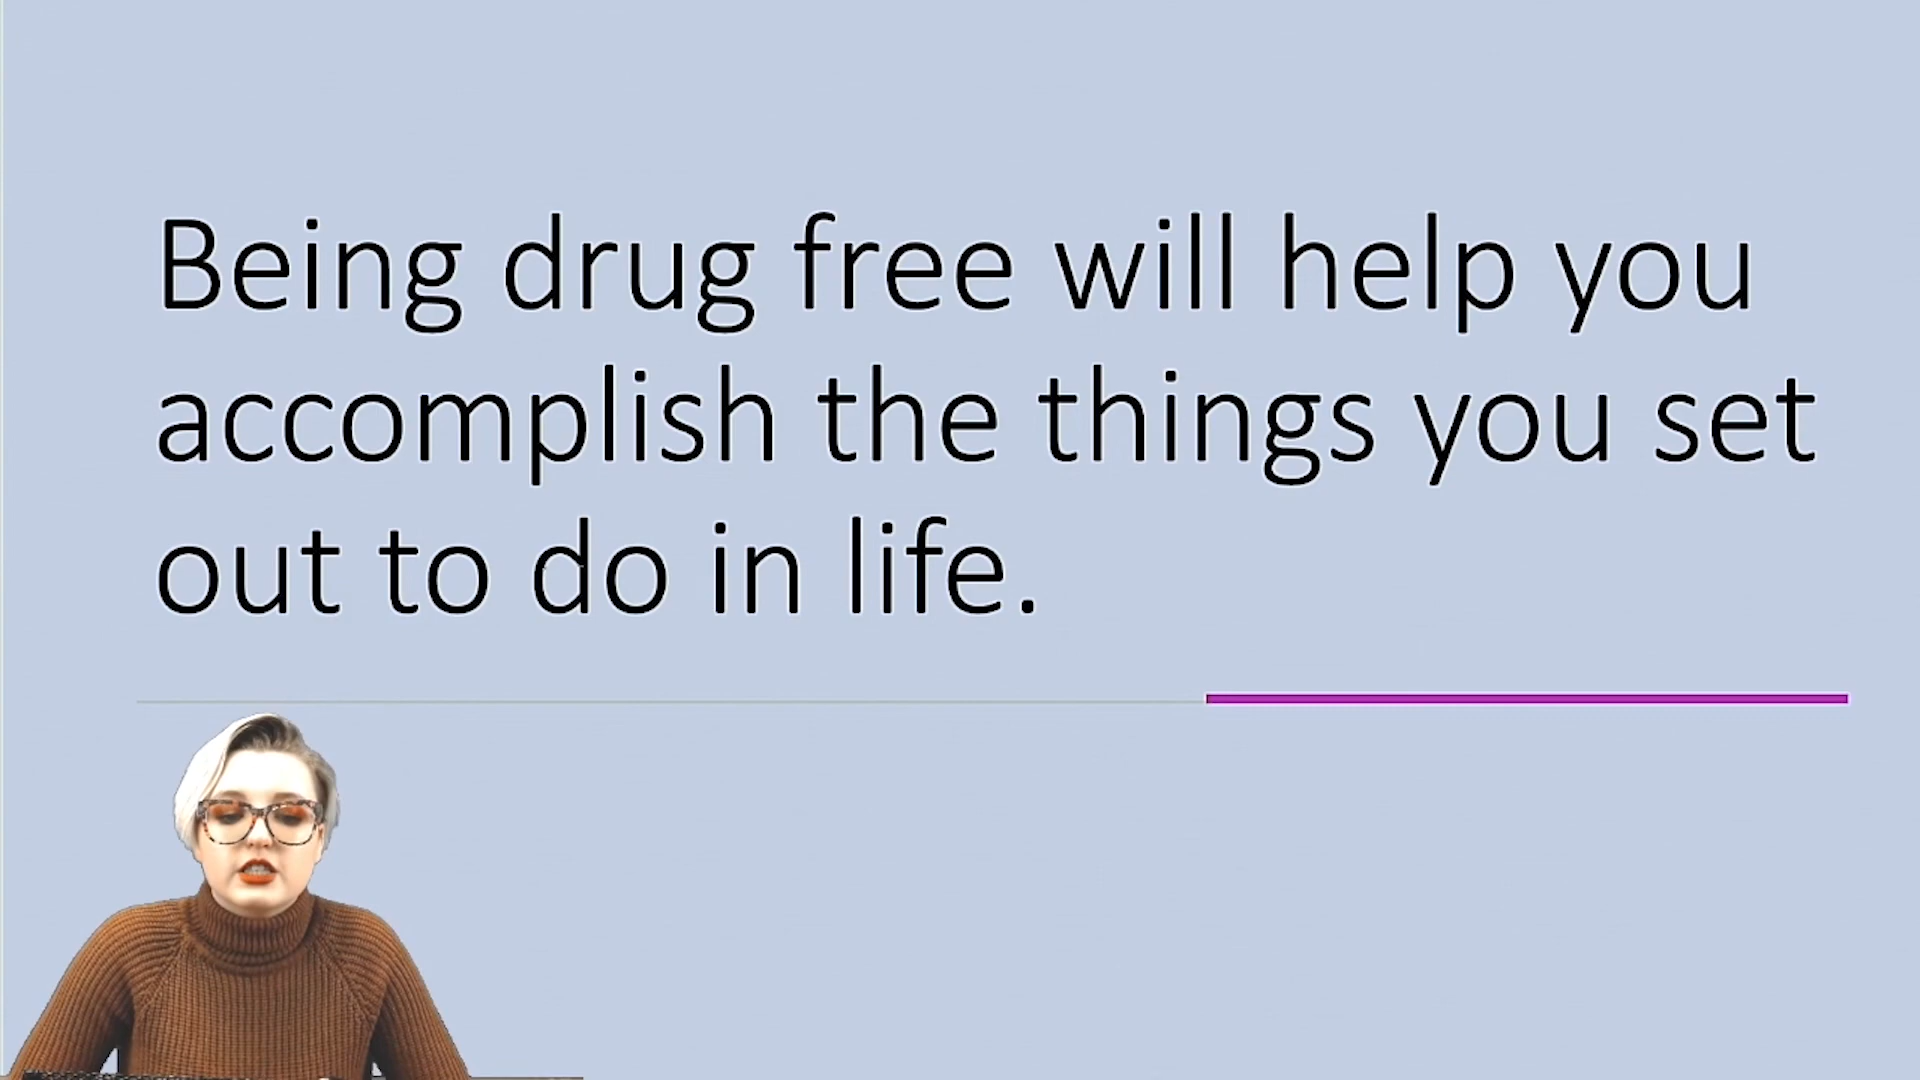 Being drug free will help you
accomplish the things you set
out to do in life.